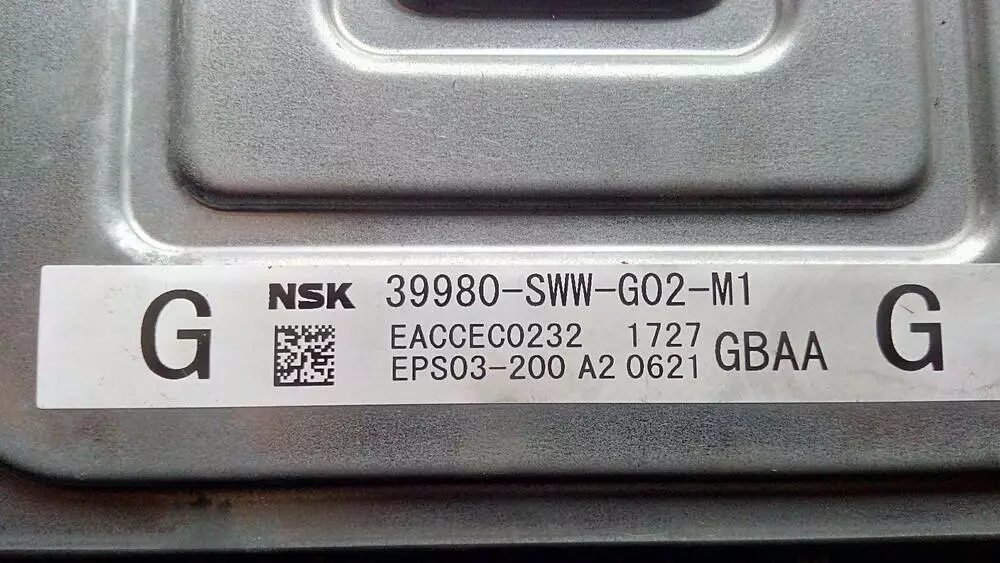 G NSK 39980-SWW-G02-M1 G
EACCEC0232 1727 GBAA
EPS03-200 A2 0621